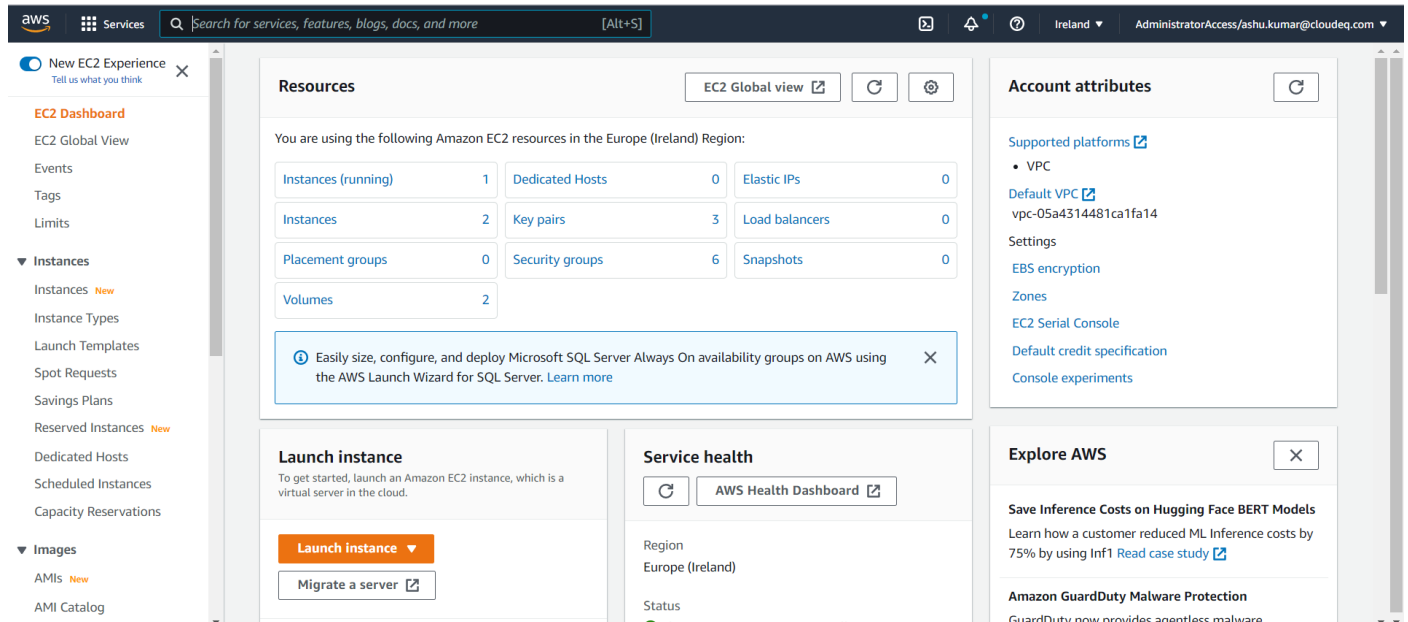 aws
Services
Search for services, features, blogs, docs, and more
[Alt+S]
Ireland
AdministratorAccess/ashu.kumar@cloudeq.com
New EC2 Experience
Tell us what you think
EC2 Dashboard
EC2 Global View
Events
Tags
Limits
Instances
Instances New
Instance Types
Launch Templates
Spot Requests
Savings Plans
Reserved Instances New
Dedicated Hosts
Scheduled Instances
Capacity Reservations
Images
AMIs New
AMI Catalog
Resources
EC2 Global view
You are using the following Amazon EC2 resources in the Europe (Ireland) Region:
Instances (running) 1
Dedicated Hosts 0
Elastic IPs 0
Instances 2
Key pairs 3
Load balancers 0
Placement groups 0
Security groups 6
Snapshots 0
Volumes 2
Easily size, configure, and deploy Microsoft SQL Server Always On availability groups on AWS using
the AWS Launch Wizard for SQL Server. Learn more
Launch instance
To get started, launch an Amazon EC2 instance, which is a
virtual server in the cloud.
Launch instance
Migrate a server
Service health
AWS Health Dashboard
Region
Europe (Ireland)
Status
Account attributes
Supported platforms
• VPC
Default VPC
vpc-05a4314481ca1fa14
Settings
EBS encryption
Zones
EC2 Serial Console
Default credit specification
Console experiments
Explore AWS
Save Inference Costs on Hugging Face BERT Models
Learn how a customer reduced ML Inference costs by
75% by using Inf1 Read case study
Amazon GuardDuty Malware Protection
GuardDuty now provides agentless malware